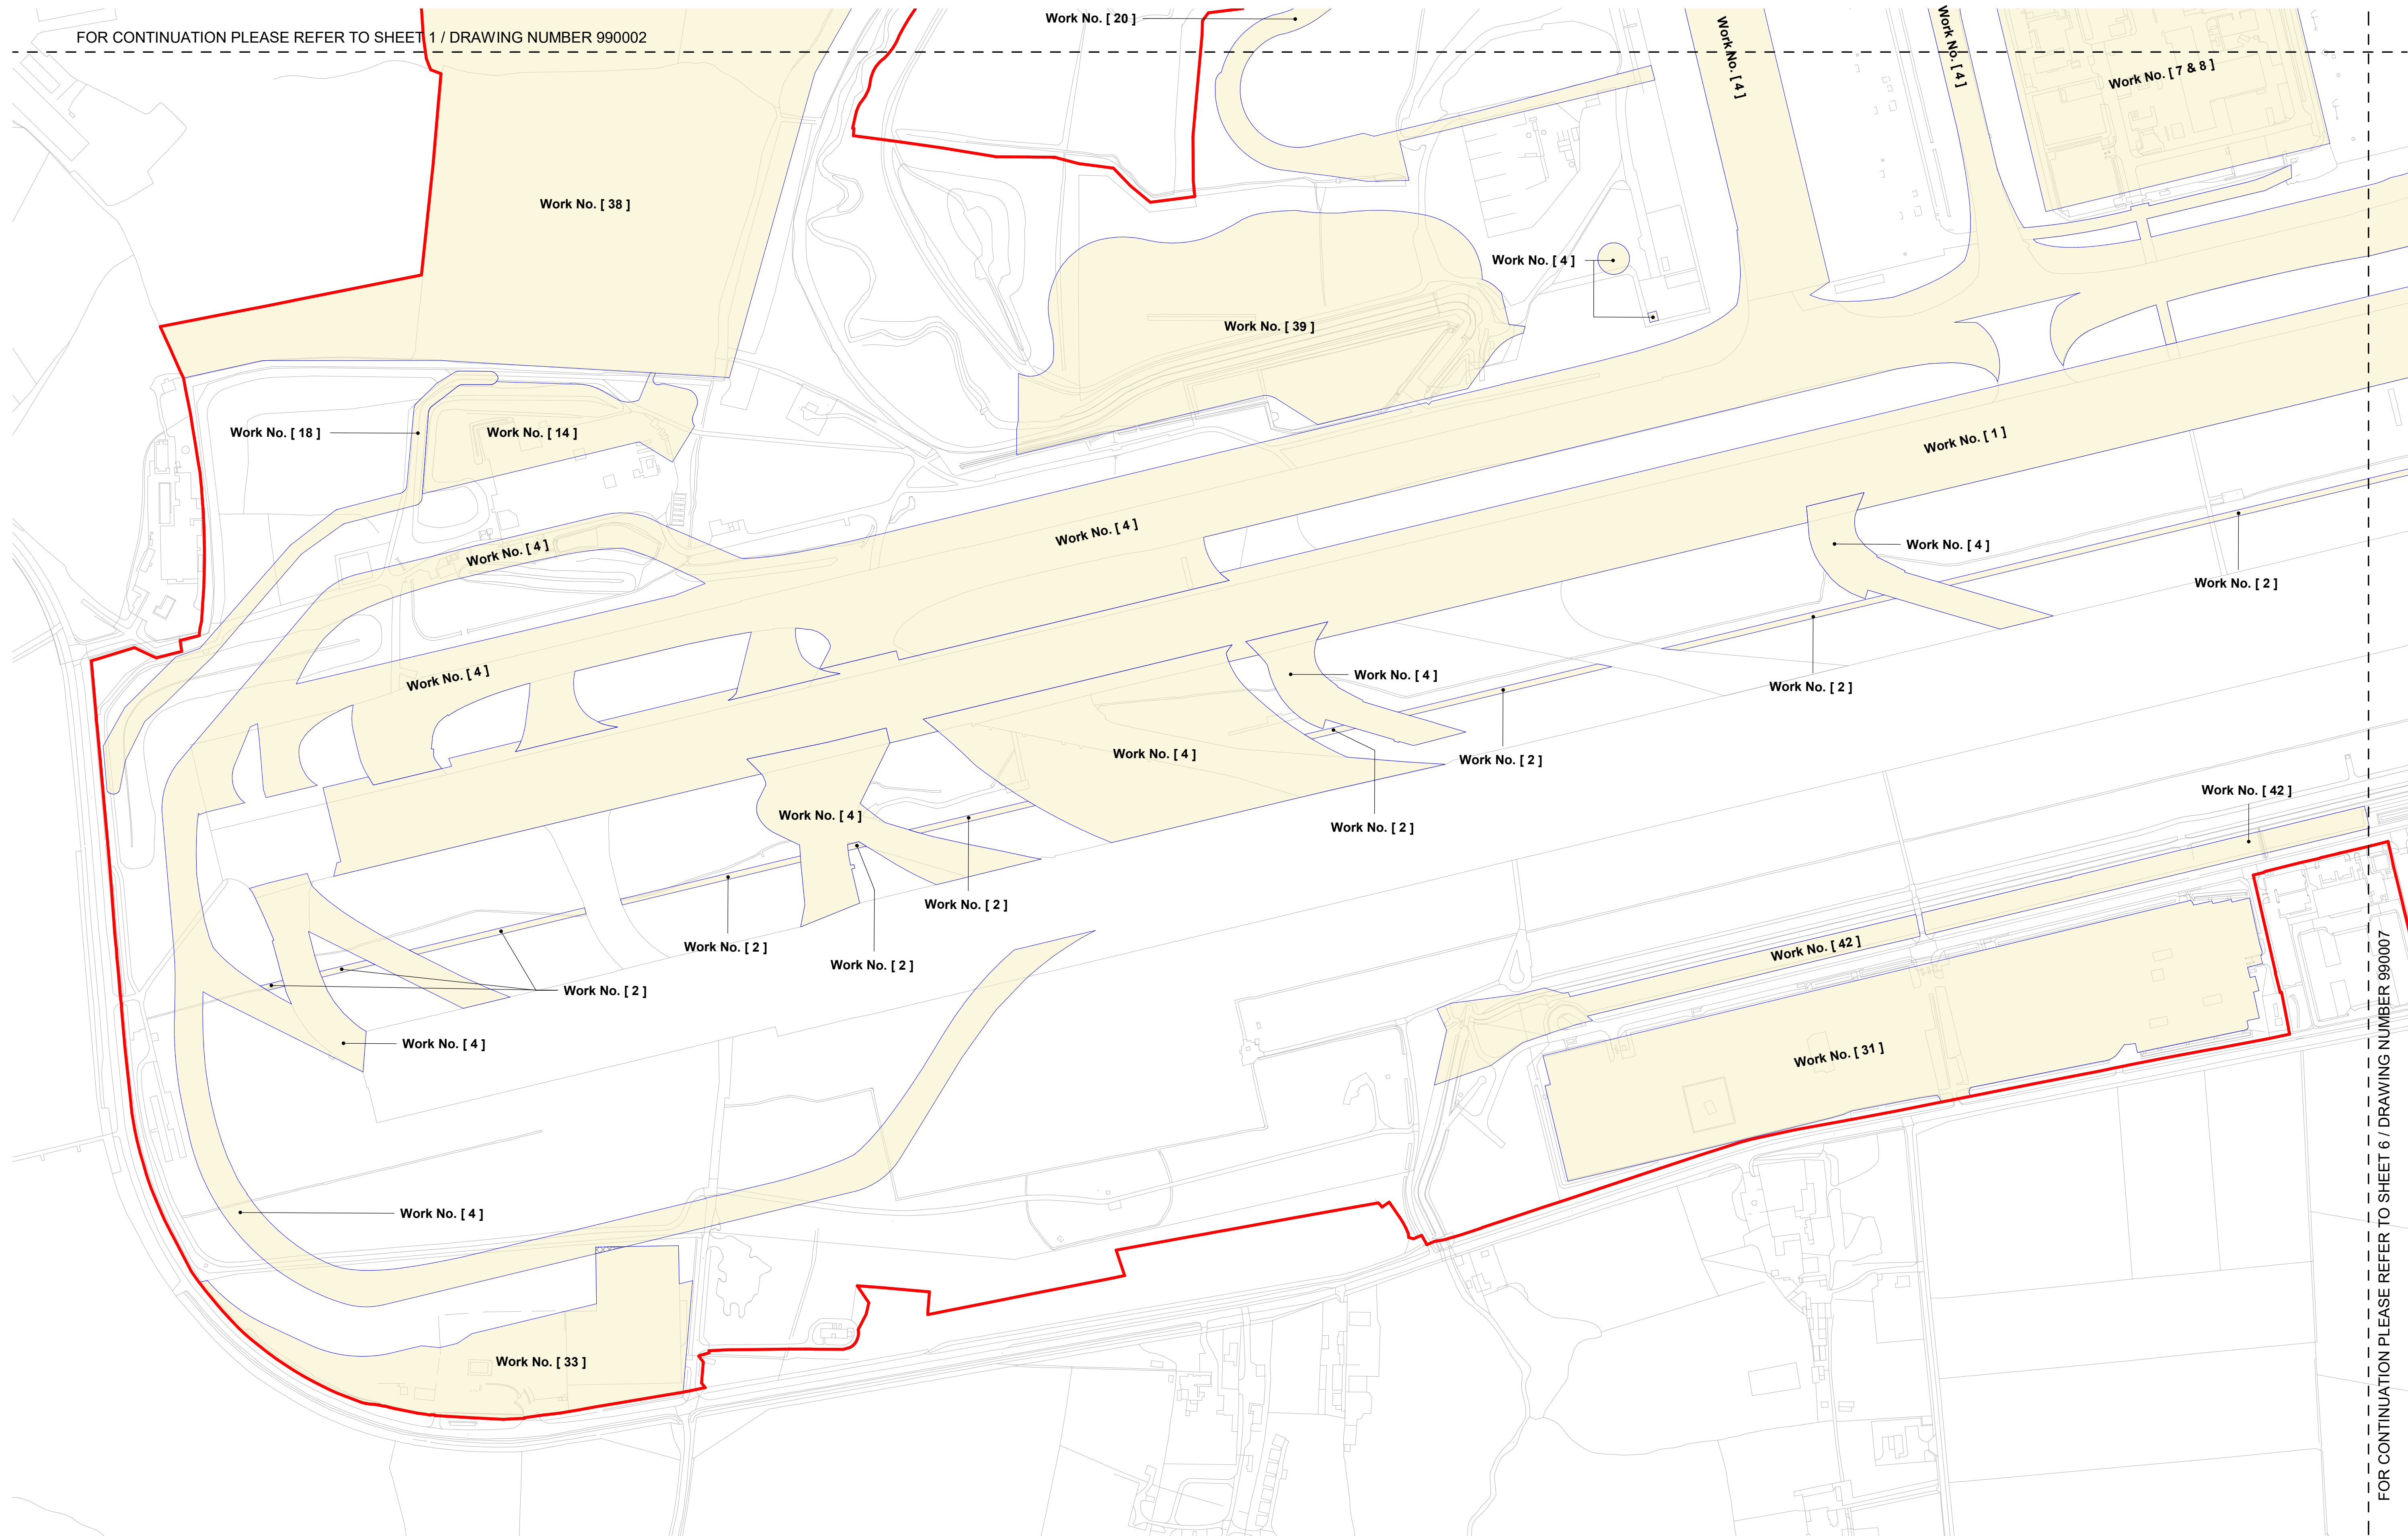 Work No. [ 20 ]
Work No. [ 4 ]
Work No. [ 4 ]
FOR CONTINUATION PLEASE REFER TO SHEET 1 / DRAWING NUMBER 990002
Work No. [ 7 & 8 ]
Work No. [ 38 ]
Work No. [ 4 ]
Work No. [ 39 ]
Work No. [ 18 ]
Work No. [ 14 ]
Work No. [ 1 ]
Work No. [ 4 ]
Work No. [ 4 ]
Work No. [ 4 ]
Work No. [ 2 ]
Work No. [ 4 ]
Work No. [ 4 ]
Work No. [ 2 ]
Work No. [ 4 ]
Work No. [ 2 ]
Work No. [ 42 ]
Work No. [ 4 ]
Work No. [ 2 ]
Work No. [ 2 ]
Work No. [ 2 ]
Work No. [ 42 ]
Work No. [ 2 ]
Work No. [ 2 ]
Work No. [ 4 ]
Work No. [ 31 ]
Work No. [ 4 ]
Work No. [ 33 ]
FOR CONTINUATION PLEASE REFER TO SHEET 6 / DRAWING NUMBER 990007